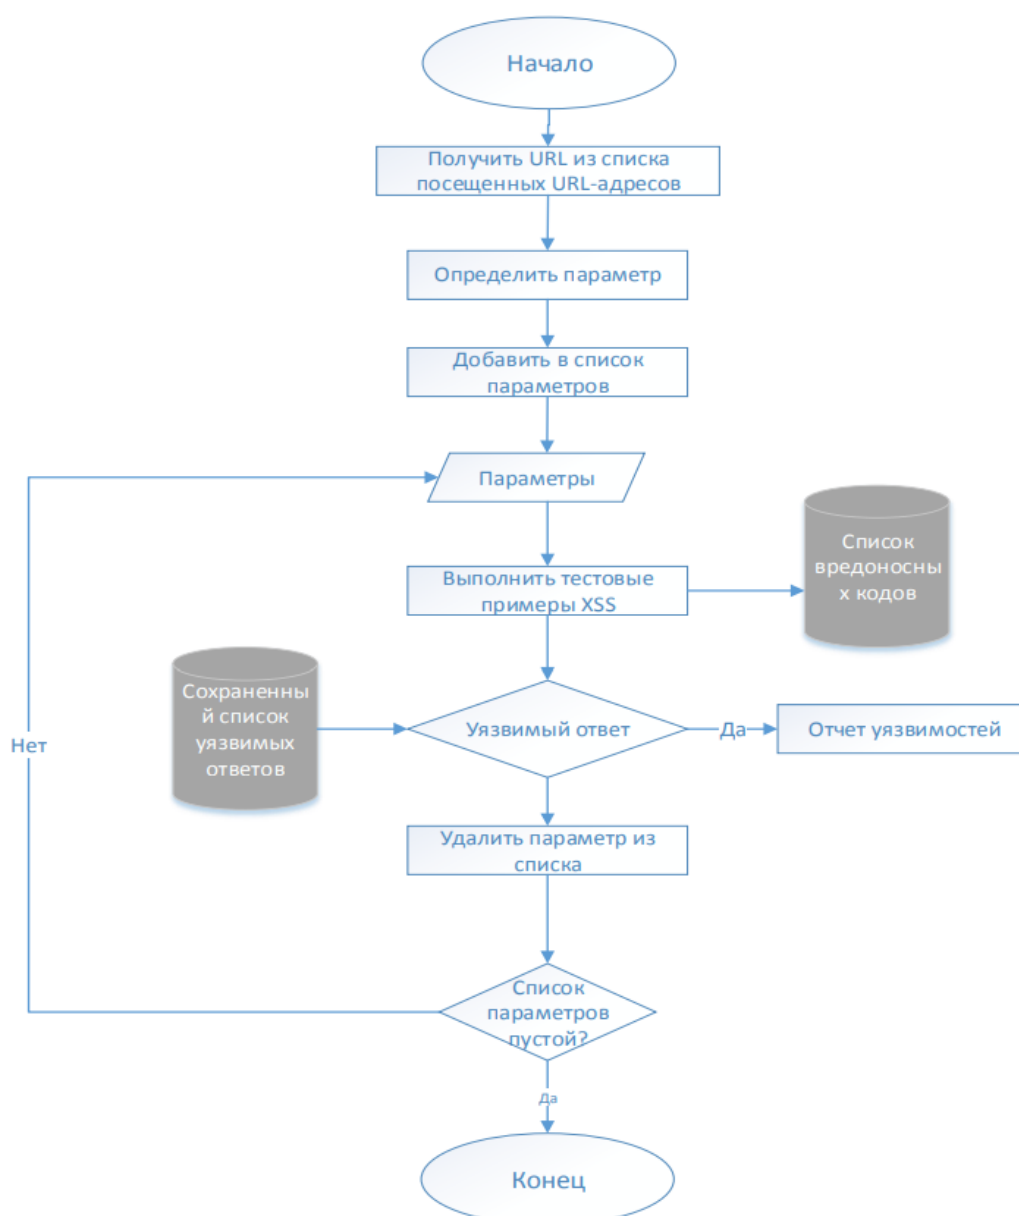 Начало
Получить URL из списка
посещенных URL-адресов
Определить параметр
Добавить в список
параметров
Параметры
Список
вредоносны
х кодов
Выполнить тестовые
примеры XSS
Сохраненны
й список
уязвимых
ответов
Уязвимый ответ
Да
Отчет уязвимостей
Нет
Удалить параметр из
списка
Список
параметров
пустой?
Да
Конец